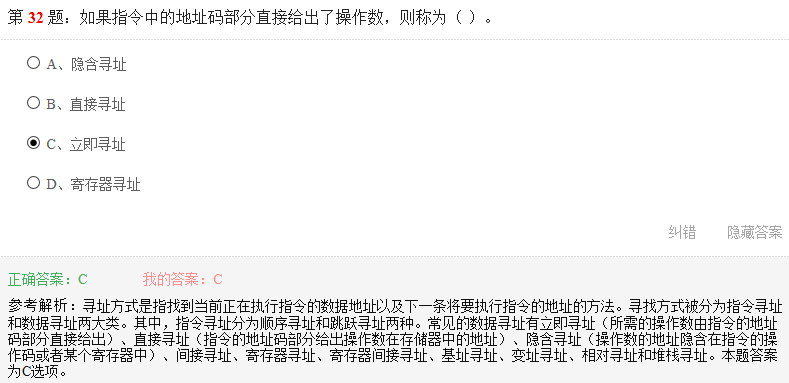 第 32 题：如果指令中的地址码部分直接给出了操作数，则称为（ ）。
A、隐含寻址
B、直接寻址
C、立即寻址
D、寄存器寻址
纠错 隐藏答案
正确答案：C 我的答案：C
参考解析：寻址方式是指找到当前正在执行指令的数据地址以及下一条将要执行指令的地址的方法。寻找方式被分为指令寻址
和数据寻址两大类。其中，指令寻址分为顺序寻址和跳跃寻址两种。常见的数据寻址有立即寻址（所需的操作数由指令的地址
码部分直接给出）、直接寻址（指令的地址码部分给出操作数在存储器中的地址）、隐含寻址（操作数的地址隐含在指令的操
作码或者某个寄存器中）、间接寻址、寄存器寻址、寄存器间接寻址、基址寻址、变址寻址、相对寻址和堆栈寻址。本题答案
为C选项。